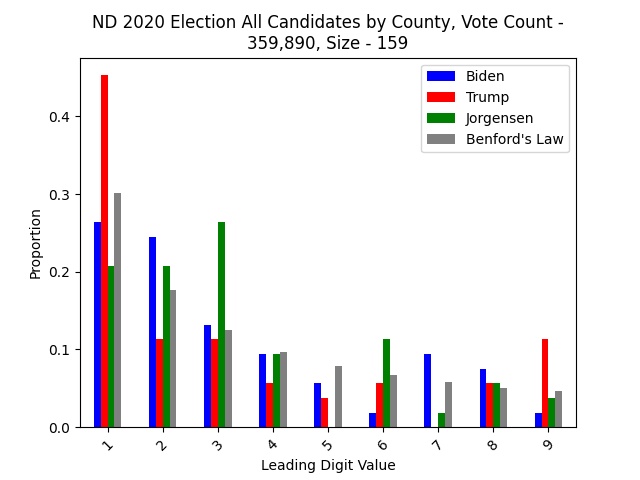 ND 2020 Election All Candidates by County, Vote Count -
359,890, Size - 159
Biden
Trump
Jorgensen
Benford's Law
Proportion
0.4
0.3
0.2
0.1
0.0
1 2 3 4 5 6 7 8 9
Leading Digit Value